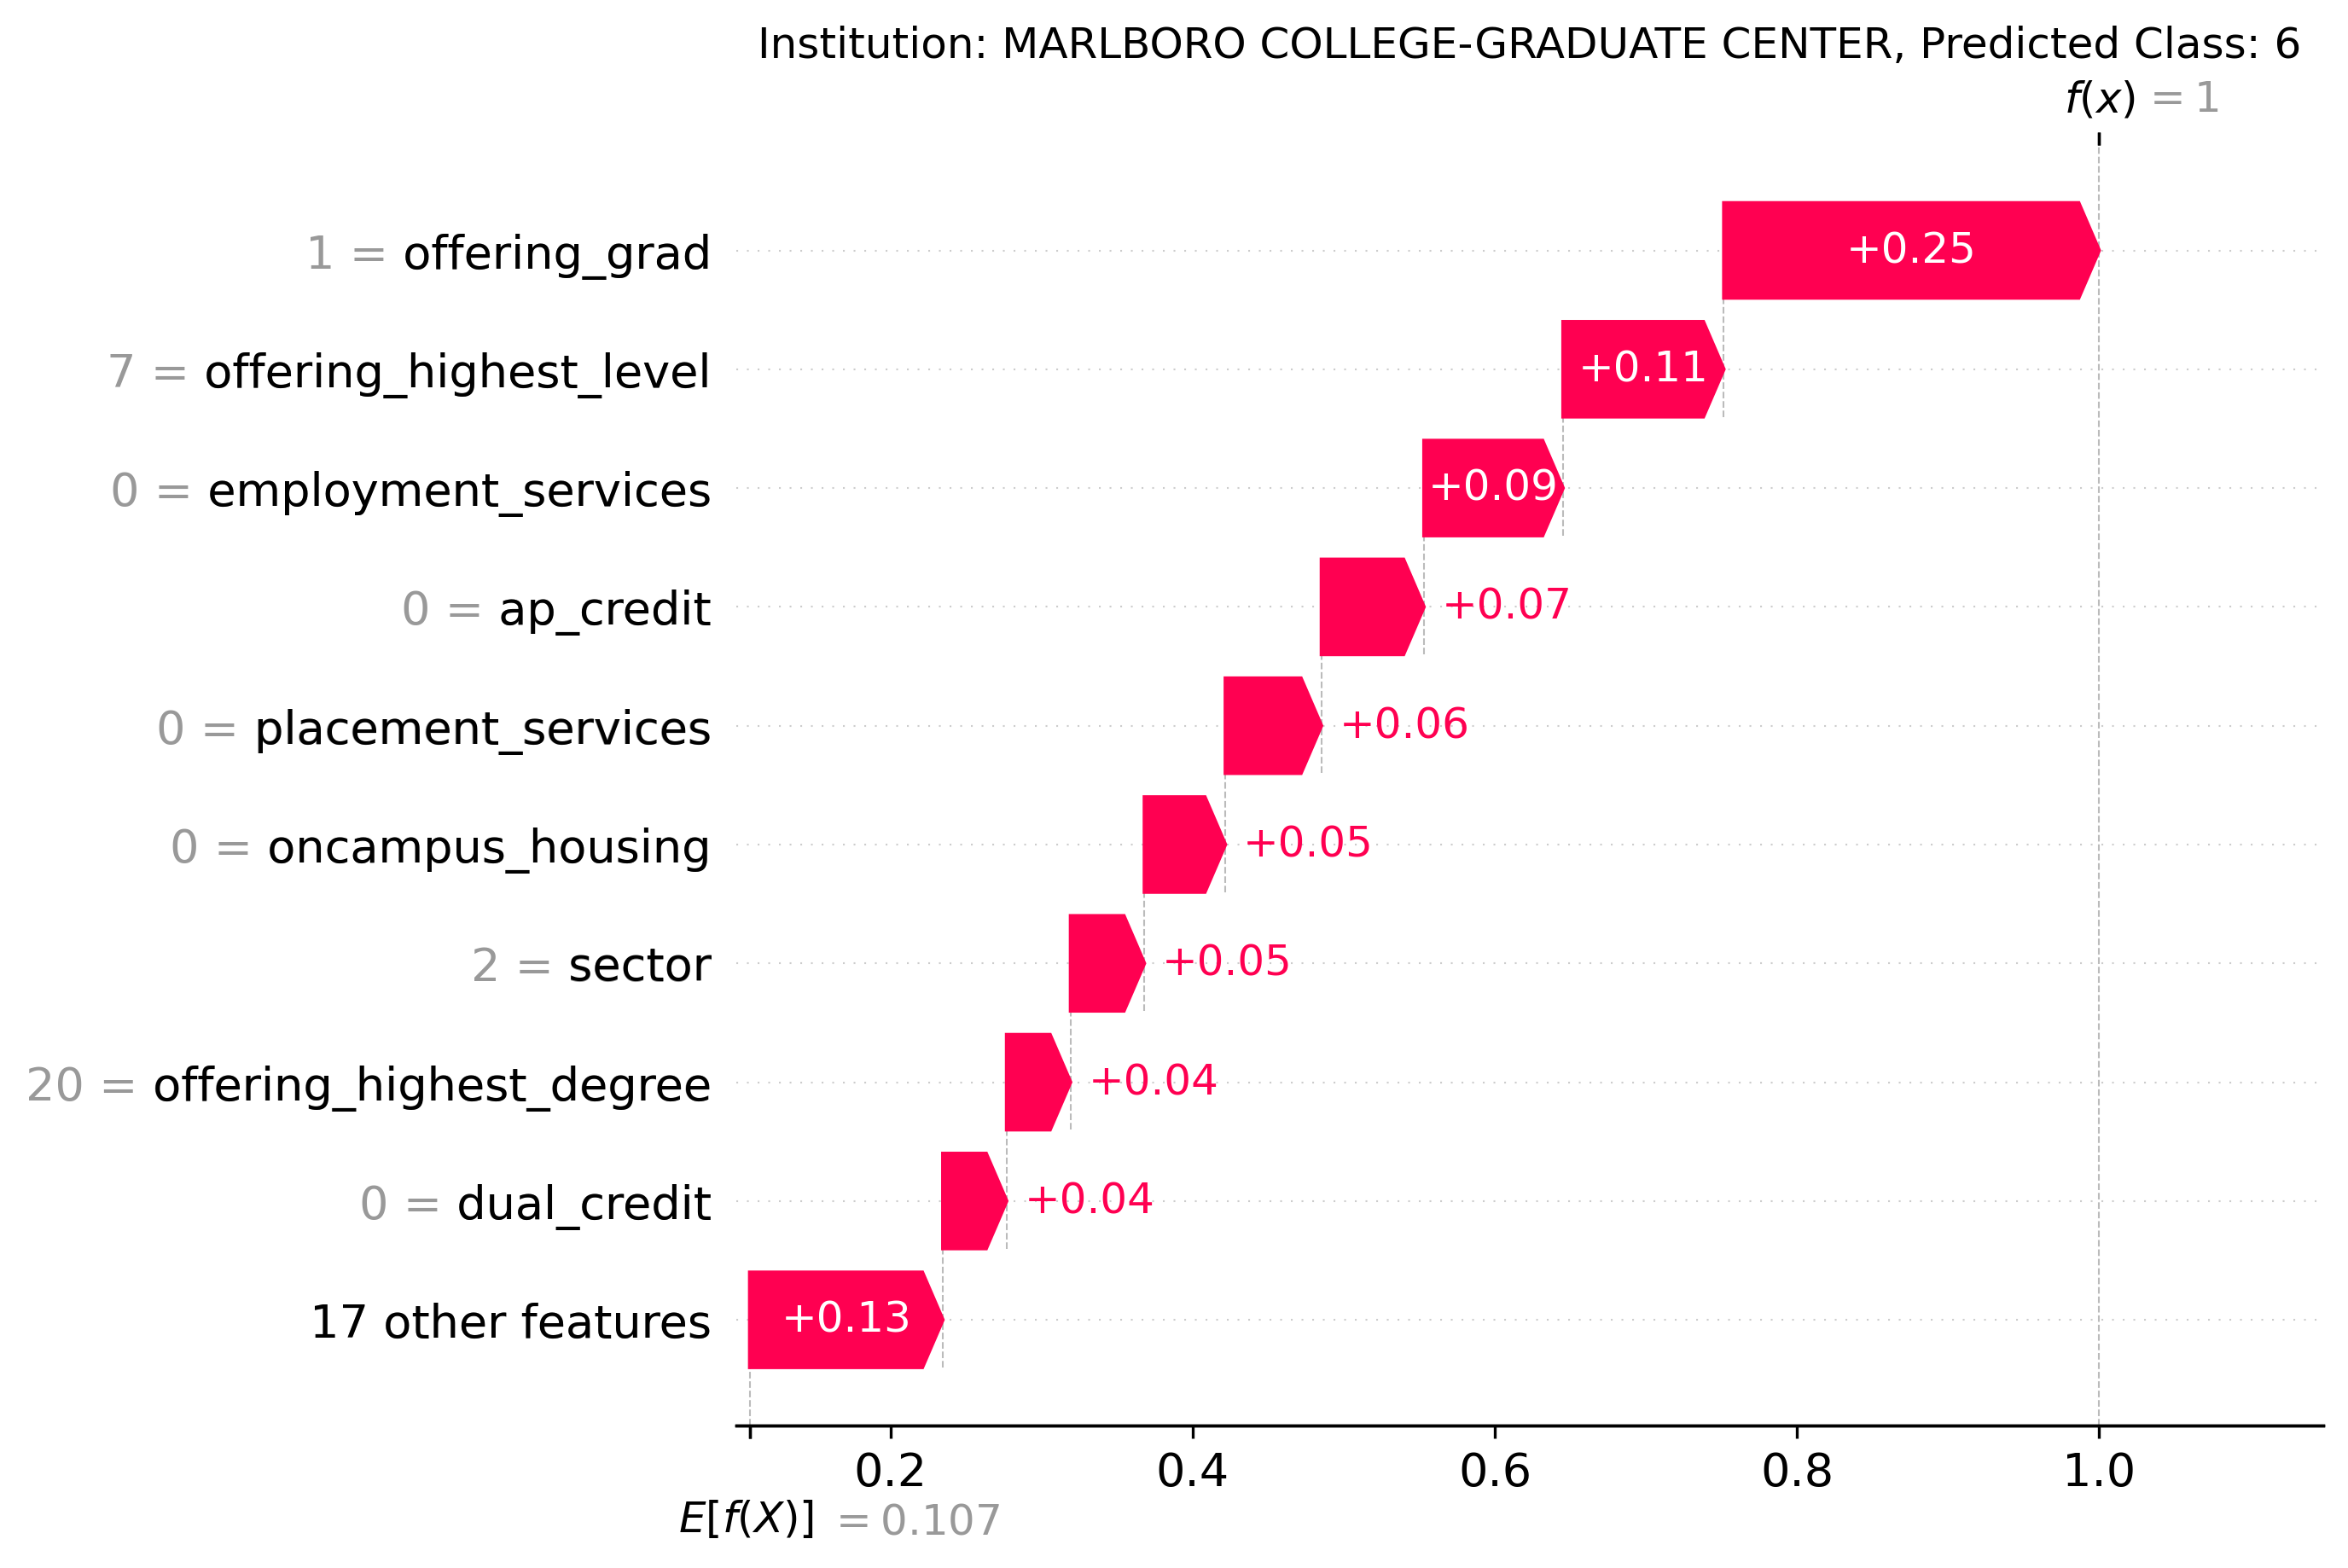 Institution: MARLBORO COLLEGE-GRADUATE CENTER, Predicted Class: 6
f(x) = 1
1 = offering_grad +0.25
7 = offering_highest_level +0.11
0 = employment_services +0.09
0 = ap_credit +0.07
0 = placement_services +0.06
0 = oncampus_housing +0.05
2 = sector +0.05
20 = offering_highest_degree +0.04
0 = dual_credit +0.04
17 other features +0.13
0.2 0.4 0.6 0.8 1.0
E[f(X)] = 0.107